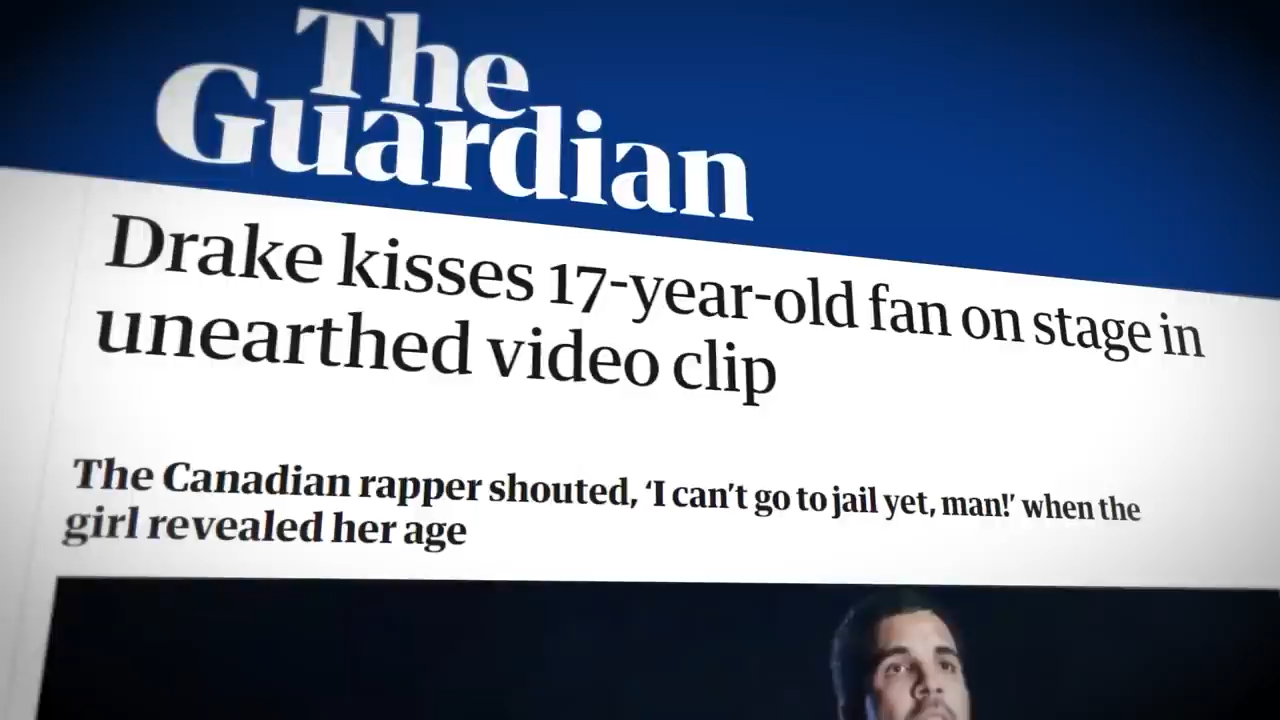 The
Guardian
Drake kisses 17-year-old fan on stage in
unearthed video clip
The Canadian rapper shouted, ‘I can’t go to jail yet, man!’ when the
girl revealed her age